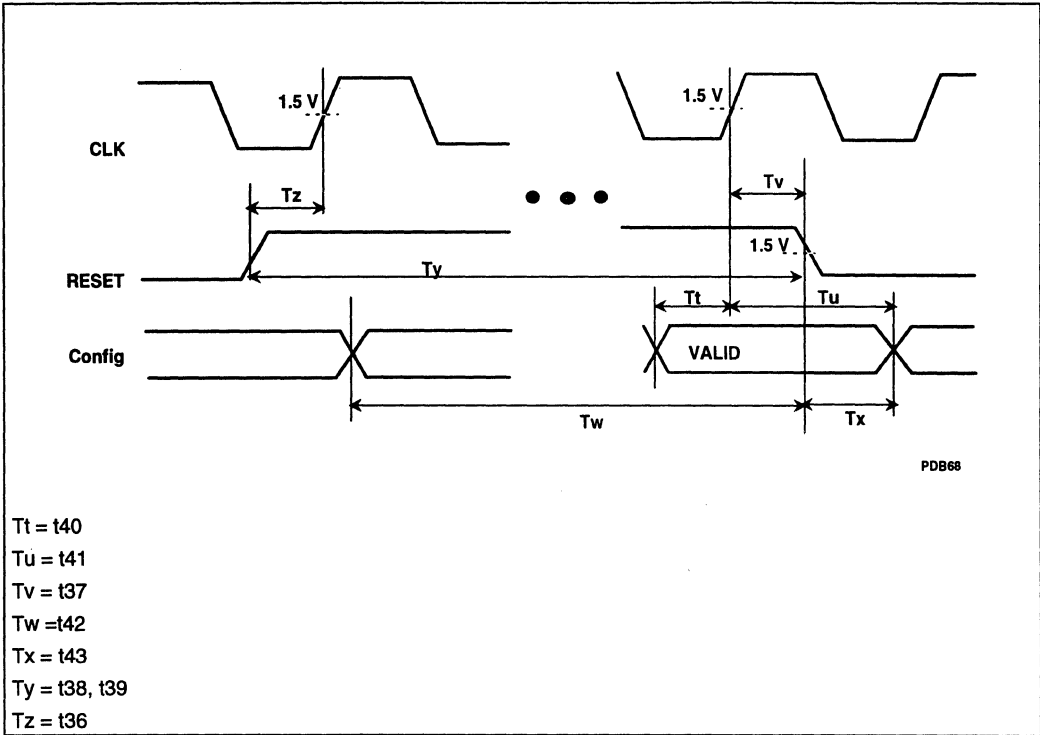 1.5 V
1.5 V
CLK
Tz
Tv
1.5 V
RESET
Ty
Tt
Tu
Config
VALID
Tw
Tx
PDB68
Tt = t40
Tu = t41
Tv = t37
Tw =t42
Tx = t43
Ty = t38, t39
Tz = t36